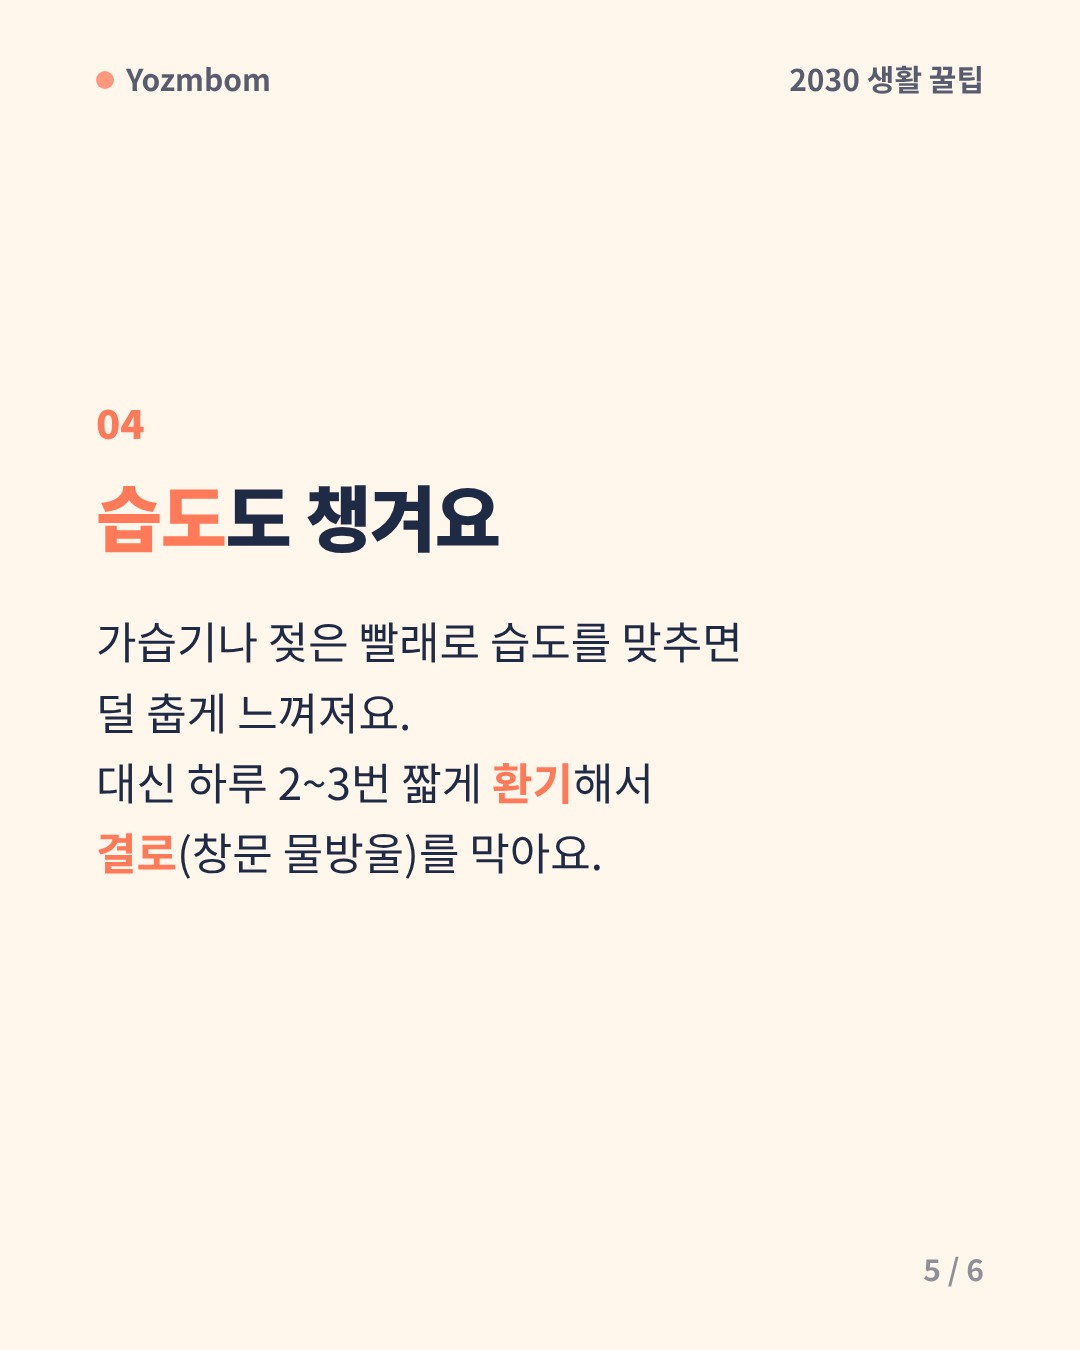 Yozmbom
2030 생활 꿀팁
04
습도도 챙겨요
가습기나 젖은 빨래로 습도를 맞추면
덜 춥게 느껴져요.
대신 하루 2~3번 짧게 환기해서
결로(창문 물방울)를 막아요.
5 / 6